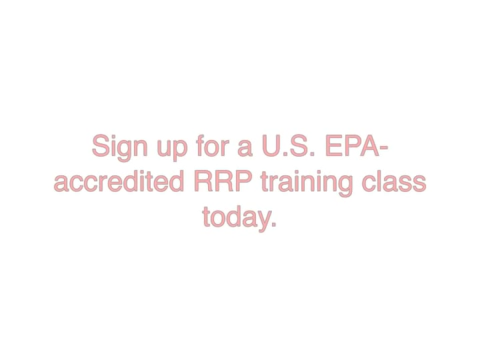 Sign up for a U.S. EPA-
accredited RRP training class
today.